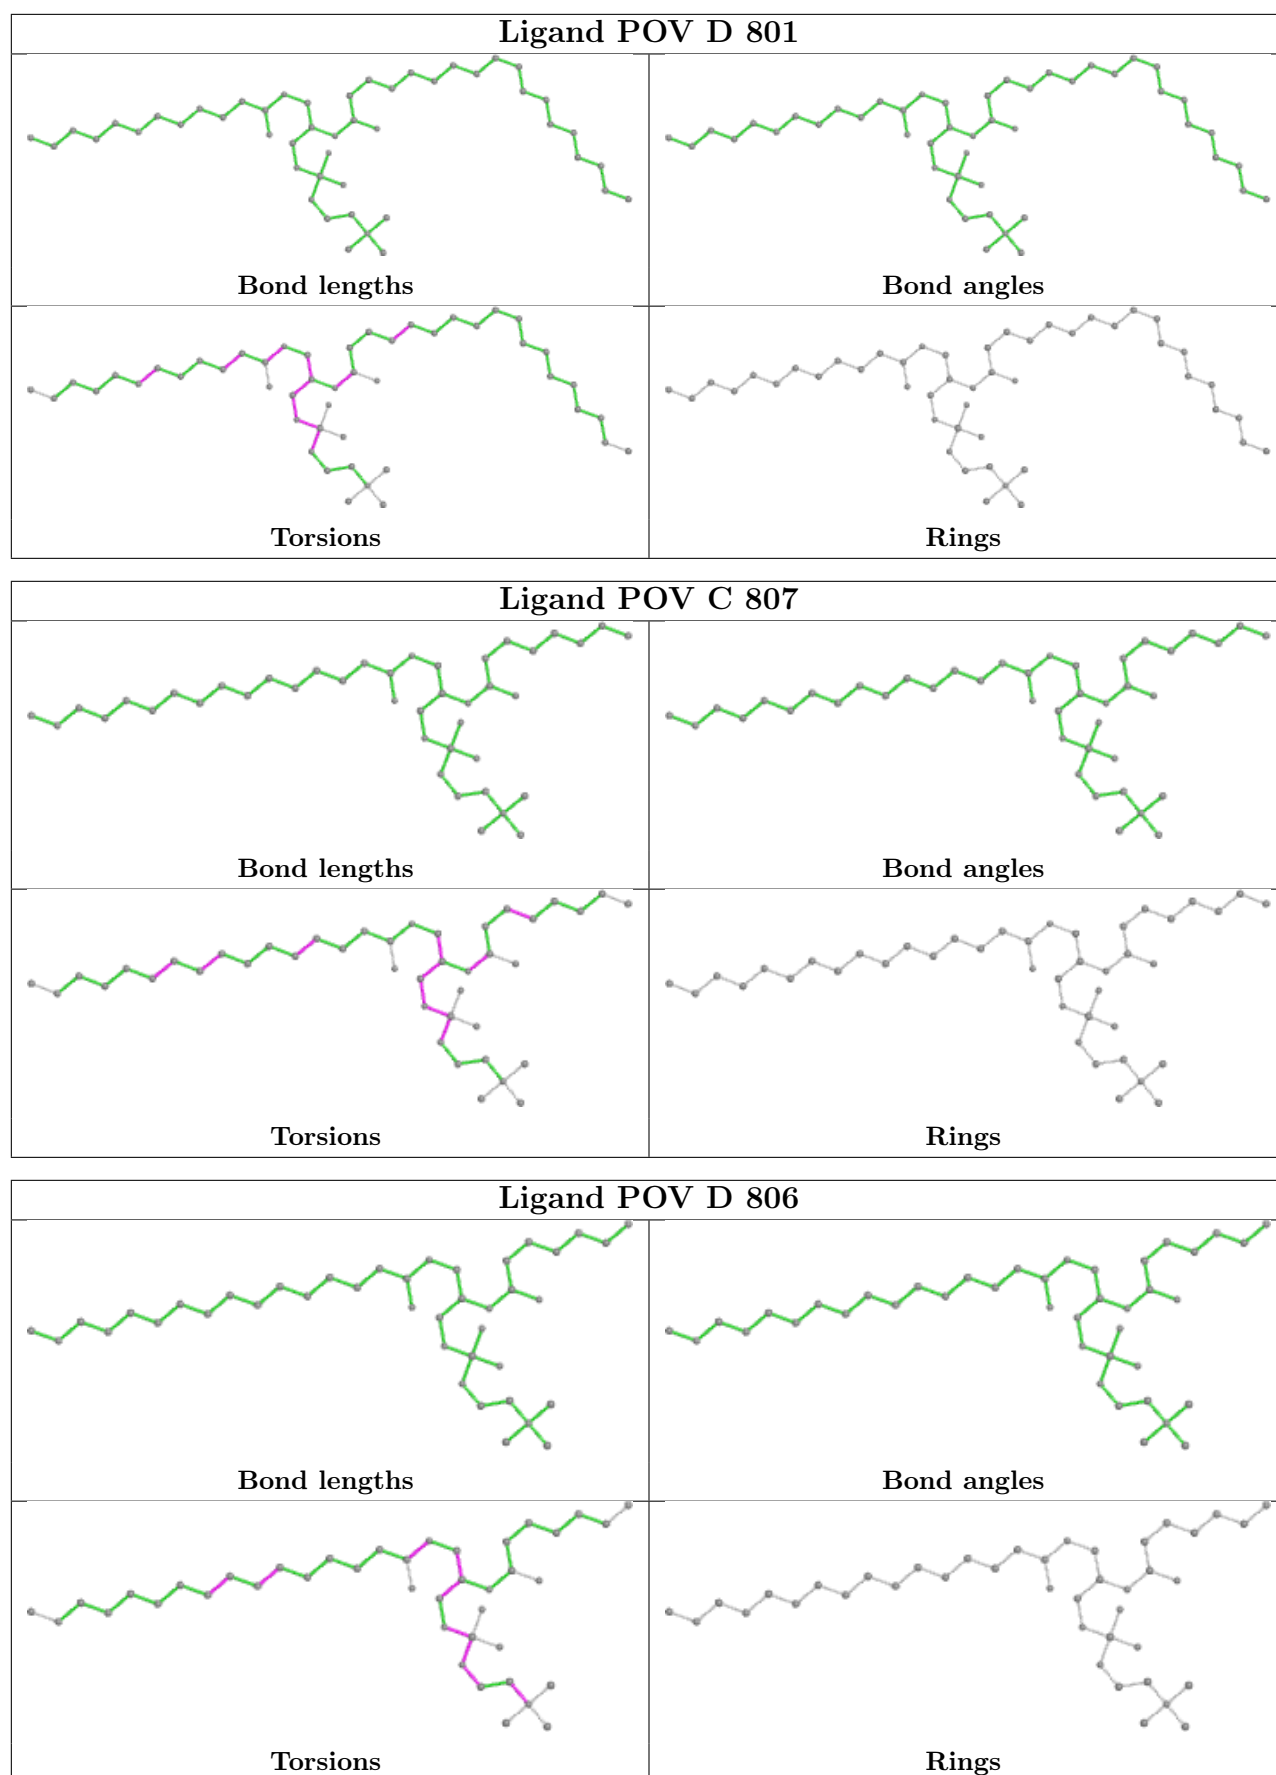 Ligand POV D 801
Bond lengths
Bond angles
Torsions
Rings
Ligand POV C 807
Bond lengths
Bond angles
Torsions
Rings
Ligand POV D 806
Bond lengths
Bond angles
Torsions
Rings